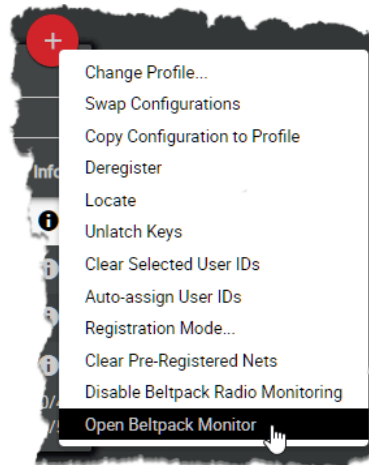 Change Profile...
Swap Configurations
Copy Configuration to Profile
Info
Deregister
Locate
Unlatch Keys
Clear Selected User IDs
Auto-assign User IDs
Registration Mode...
Clear Pre-Registered Nets
Disable Beltpack Radio Monitoring
Open Beltpack Monitor